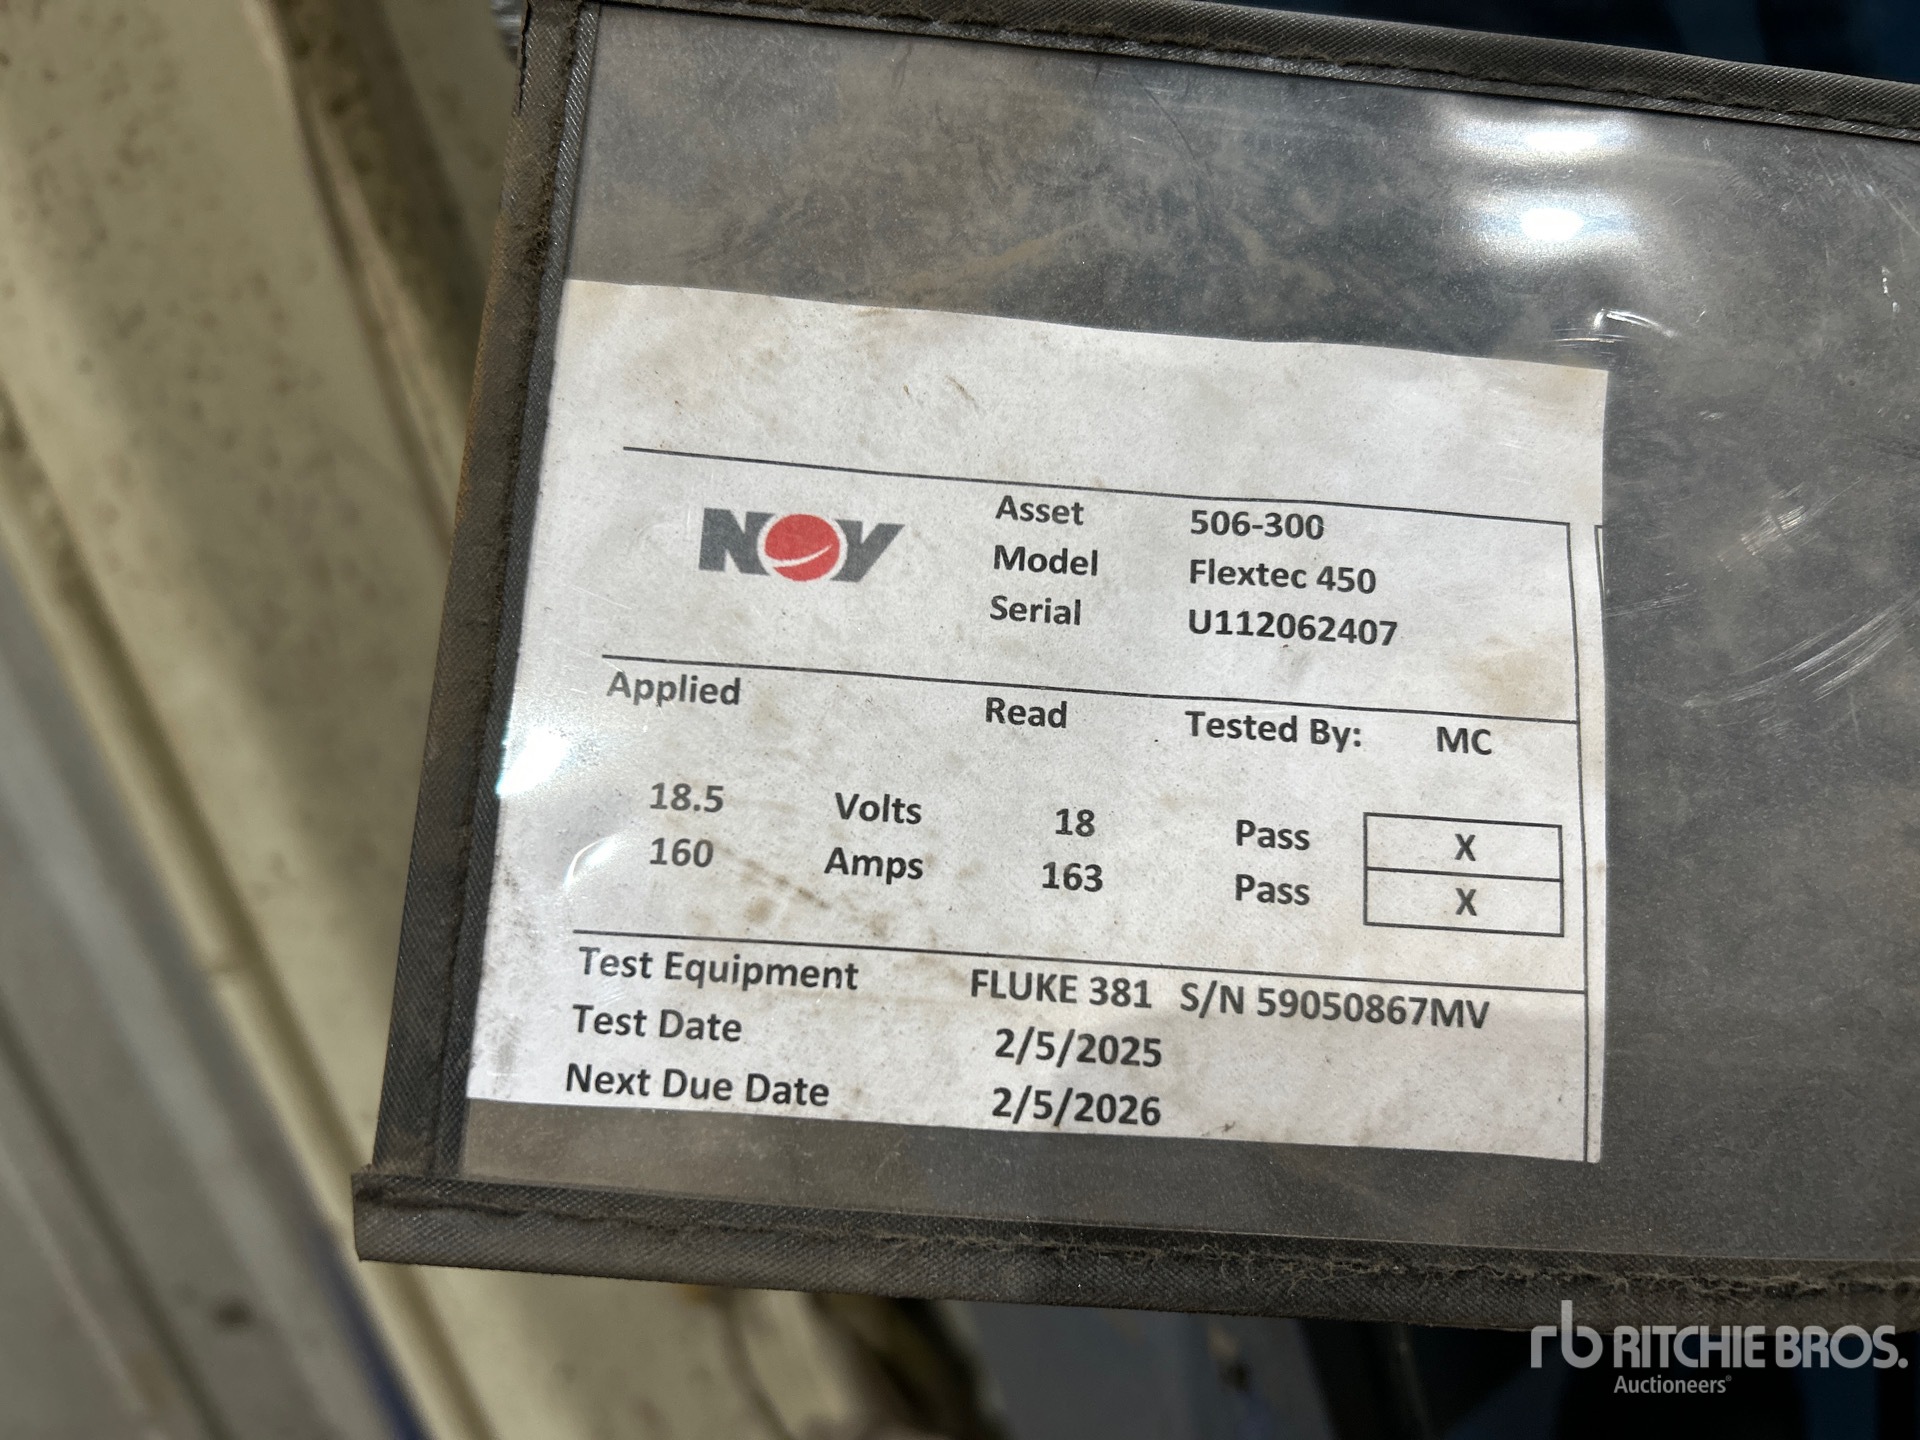 NOV
Asset 506-300
Model Flextec 450
Serial U112062407
Applied Read Tested By: MC
18.5 Volts 18 Pass X
160 Amps 163 Pass X
Test Equipment FLUKE 381 S/N 59050867MV
Test Date 2/5/2025
Next Due Date 2/5/2026
rb RITCHIE BROS.
Auctioneers®